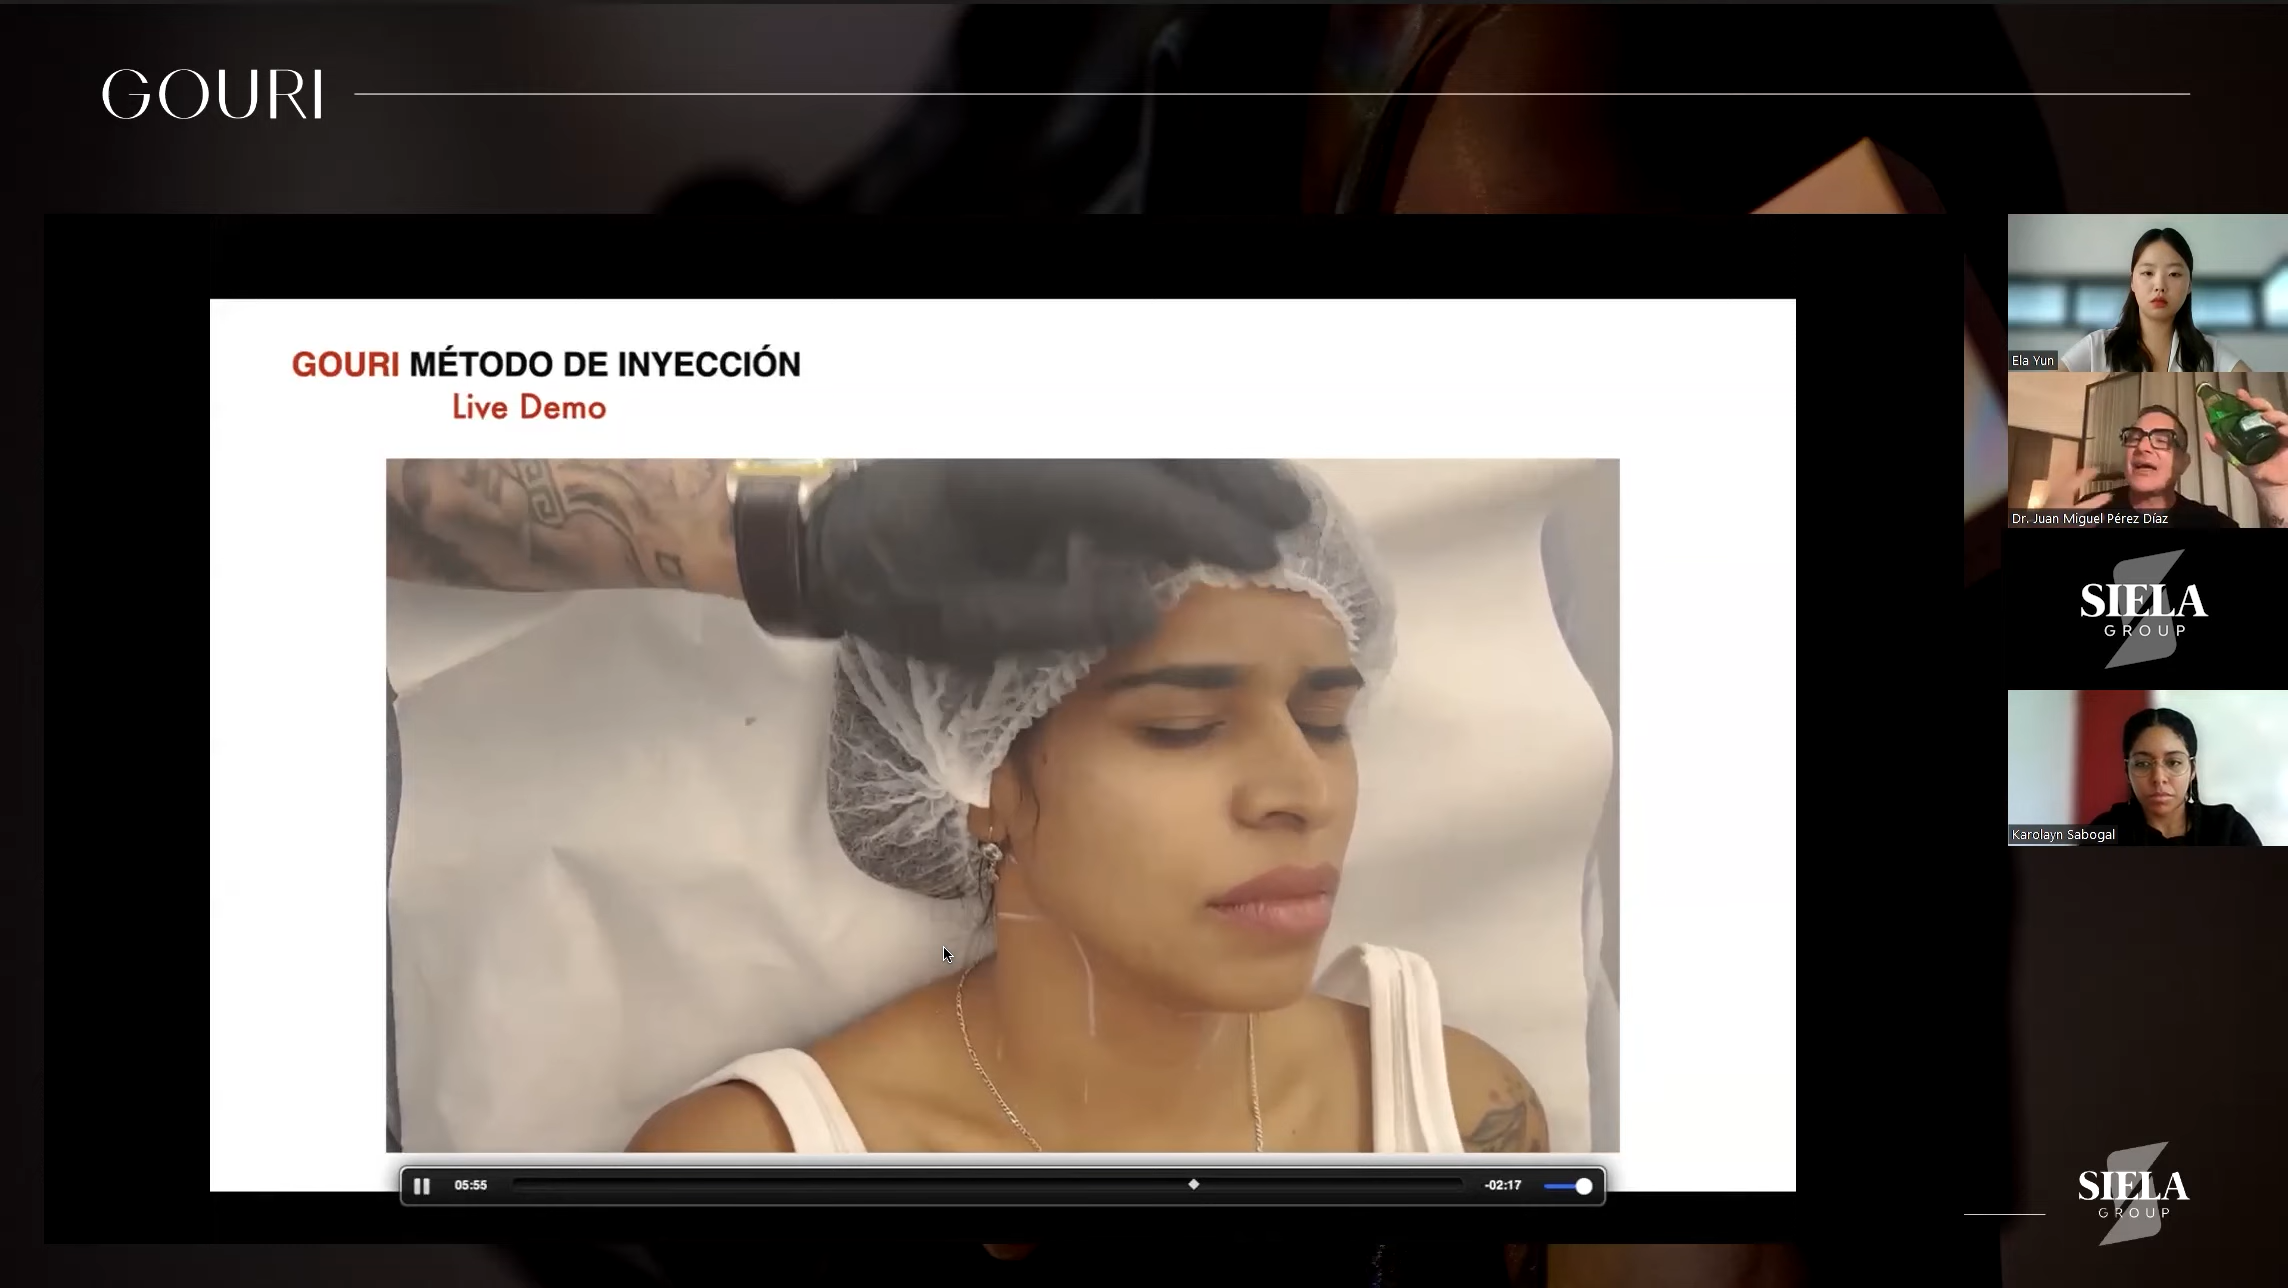 GOURI
GOURI MÉTODO DE INYECCIÓN
Live Demo
05:55
-02:17
Ela Yun
Dr. Juan Miguel Pérez Díaz
SIELA
GROUP
Karolayn Sabogal
SIELA
GROUP